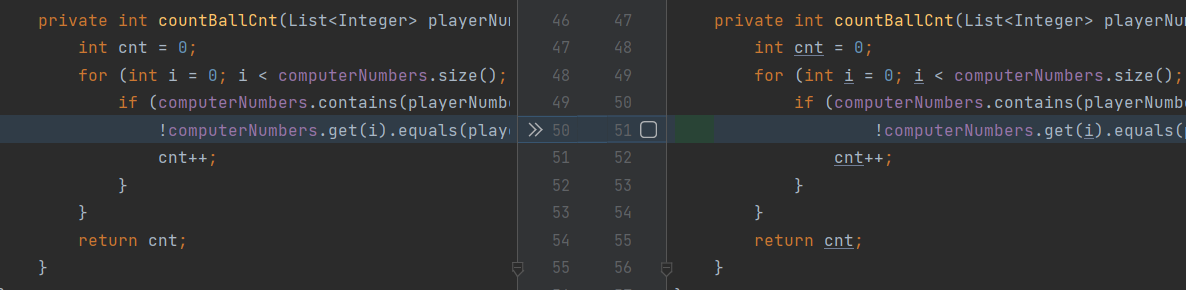 private int countBallCnt(List<Integer> playerNu 46 47 private int countBallCnt(List<Integer> playerNu
int cnt = 0; 47 48 int cnt = 0;
for (int i = 0; i < computerNumbers.size(); 48 49 for (int i = 0; i < computerNumbers.size();
if (computerNumbers.contains(playerNumbe 49 50 if (computerNumbers.contains(playerNumb
!computerNumbers.get(i).equals(playe 50 51 !computerNumbers.get(i).equals(p
cnt++; 51 52 cnt++;
} 52 53 }
} 53 54 }
return cnt; 54 55 return cnt;
} 55 56 }